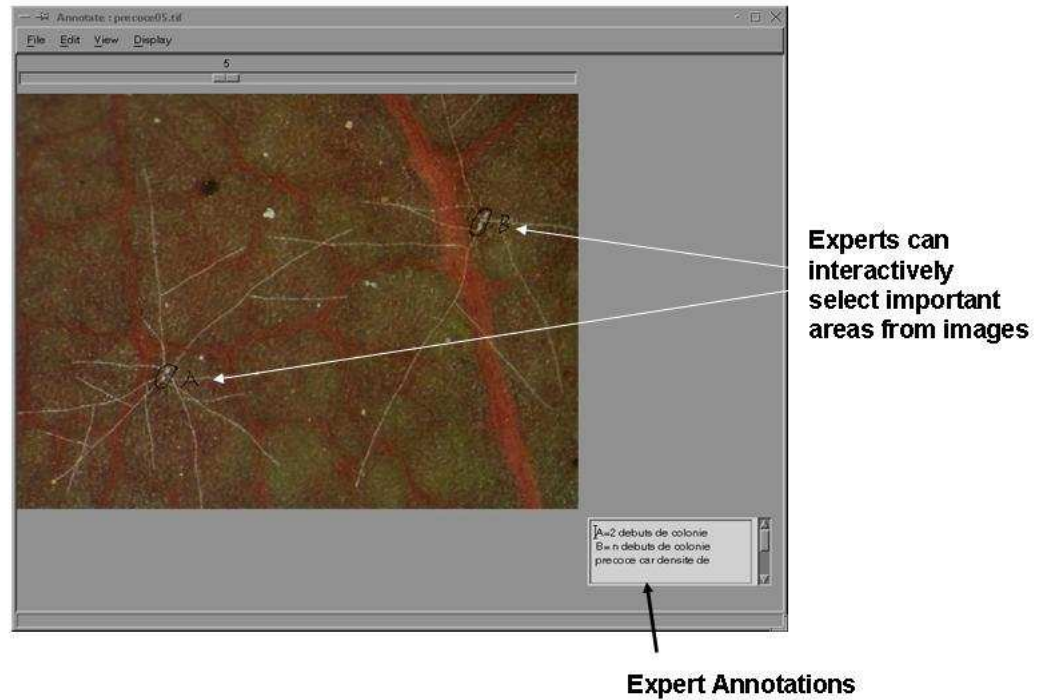 Annotate : precoce05.tif
File Edit View Display
5
B
A
Experts can
interactively
select important
areas from images
A=2 debuts de colonie
B= n debuts de colonie
precoce car densite de
Expert Annotations